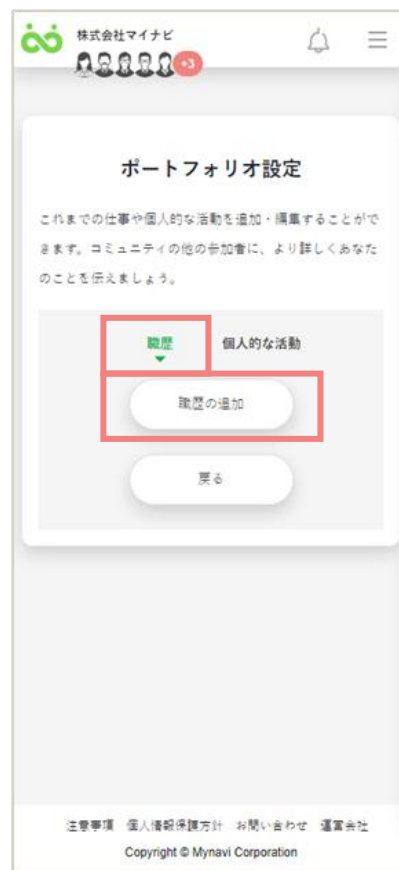 株式会社マイナビ
+3
ポートフォリオ設定
これまでの仕事や個人的な活動を追加・編集することがで
きます。コミュニティの他の参加者に、より詳しくあなた
のことを伝えましょう。
職歴 個人的な活動
職歴の追加
戻る
注意事項 個人情報保護方針 お問い合わせ 運営会社
Copyright © Mynavi Corporation